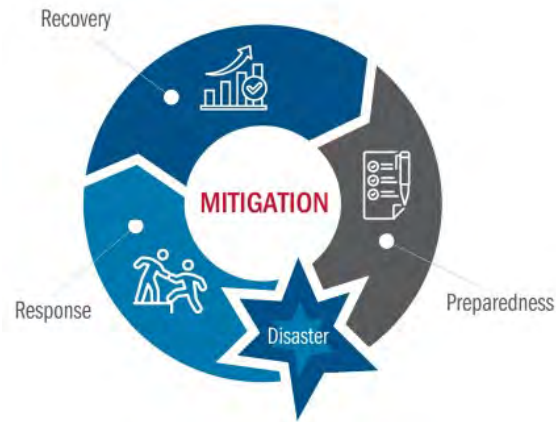 Recovery
MITIGATION
Response
Preparedness
Disaster